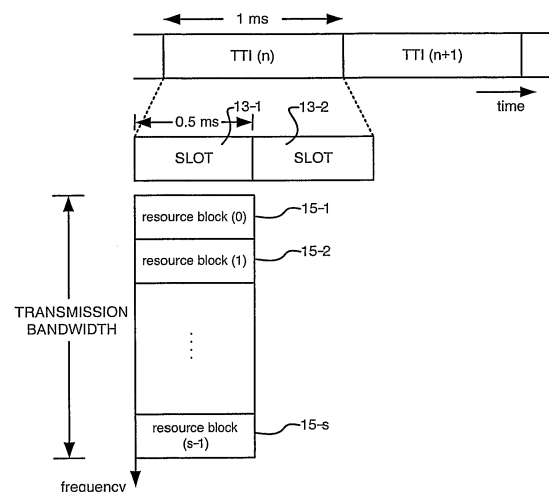 1 ms
TTI (n)
TTI (n+1)
time
13-1
13-2
0.5 ms
SLOT
SLOT
resource block (0)
15-1
resource block (1)
15-2
TRANSMISSION
BANDWIDTH
resource block
(s-1)
15-s
frequency